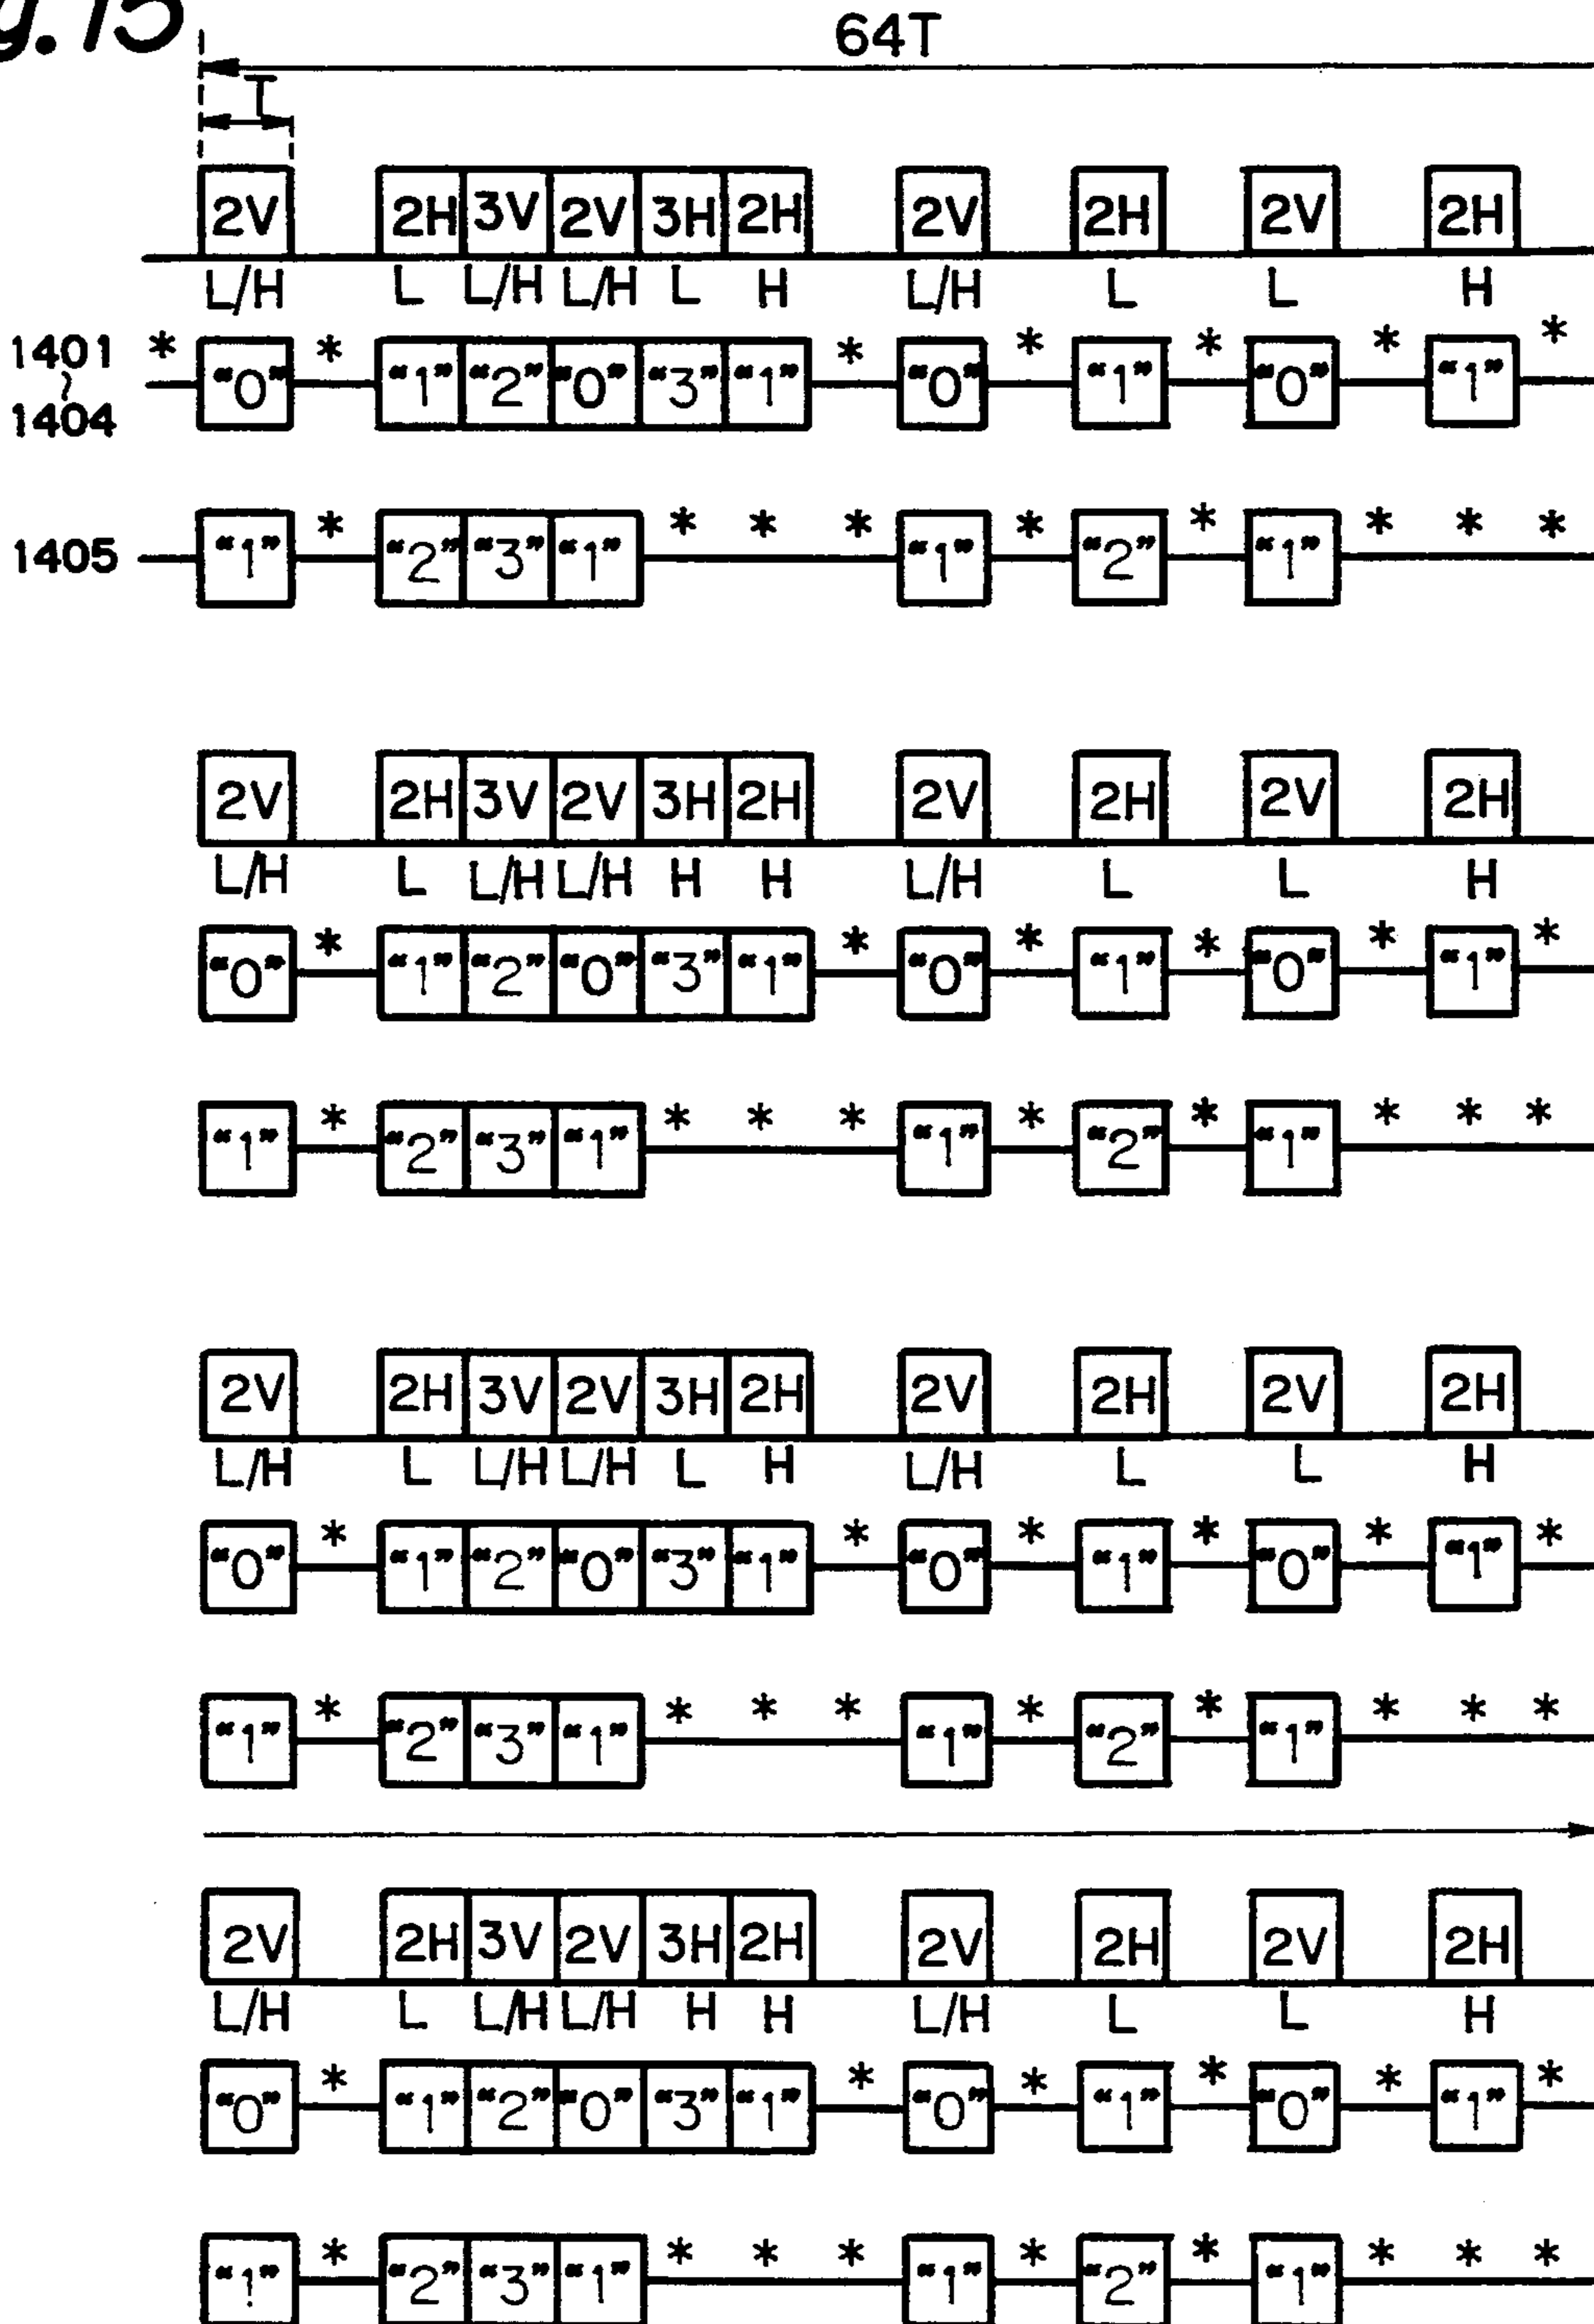 g. 15
64T
T
2V 2H 3V 2V 3H 2H 2V 2H 2V 2H
L/H L L/H L/H L H L/H L L H
1401 ~ 1404 * "0" * "1" "2" "0" "3" "1" * "0" * "1" * "0" * "1" *
1405 "1" * "2" "3" "1" * * * "1" * "2" * "1" * * *
2V 2H 3V 2V 3H 2H 2V 2H 2V 2H
L/H L L/H L/H H H L/H L L H
"0" * "1" "2" "0" "3" "1" * "0" * "1" * "0" * "1" *
"1" * "2" "3" "1" * * * "1" * "2" * "1" * * *
2V 2H 3V 2V 3H 2H 2V 2H 2V 2H
L/H L L/H L/H L H L/H L L H
"0" * "1" "2" "0" "3" "1" * "0" * "1" * "0" * "1" *
"1" * "2" "3" "1" * * * "1" * "2" * "1" * * *
2V 2H 3V 2V 3H 2H 2V 2H 2V 2H
L/H L L/H L/H H H L/H L L H
"0" * "1" "2" "0" "3" "1" * "0" * "1" * "0" * "1" *
"1" * "2" "3" "1" * * * "1" * "2" * "1" * * *